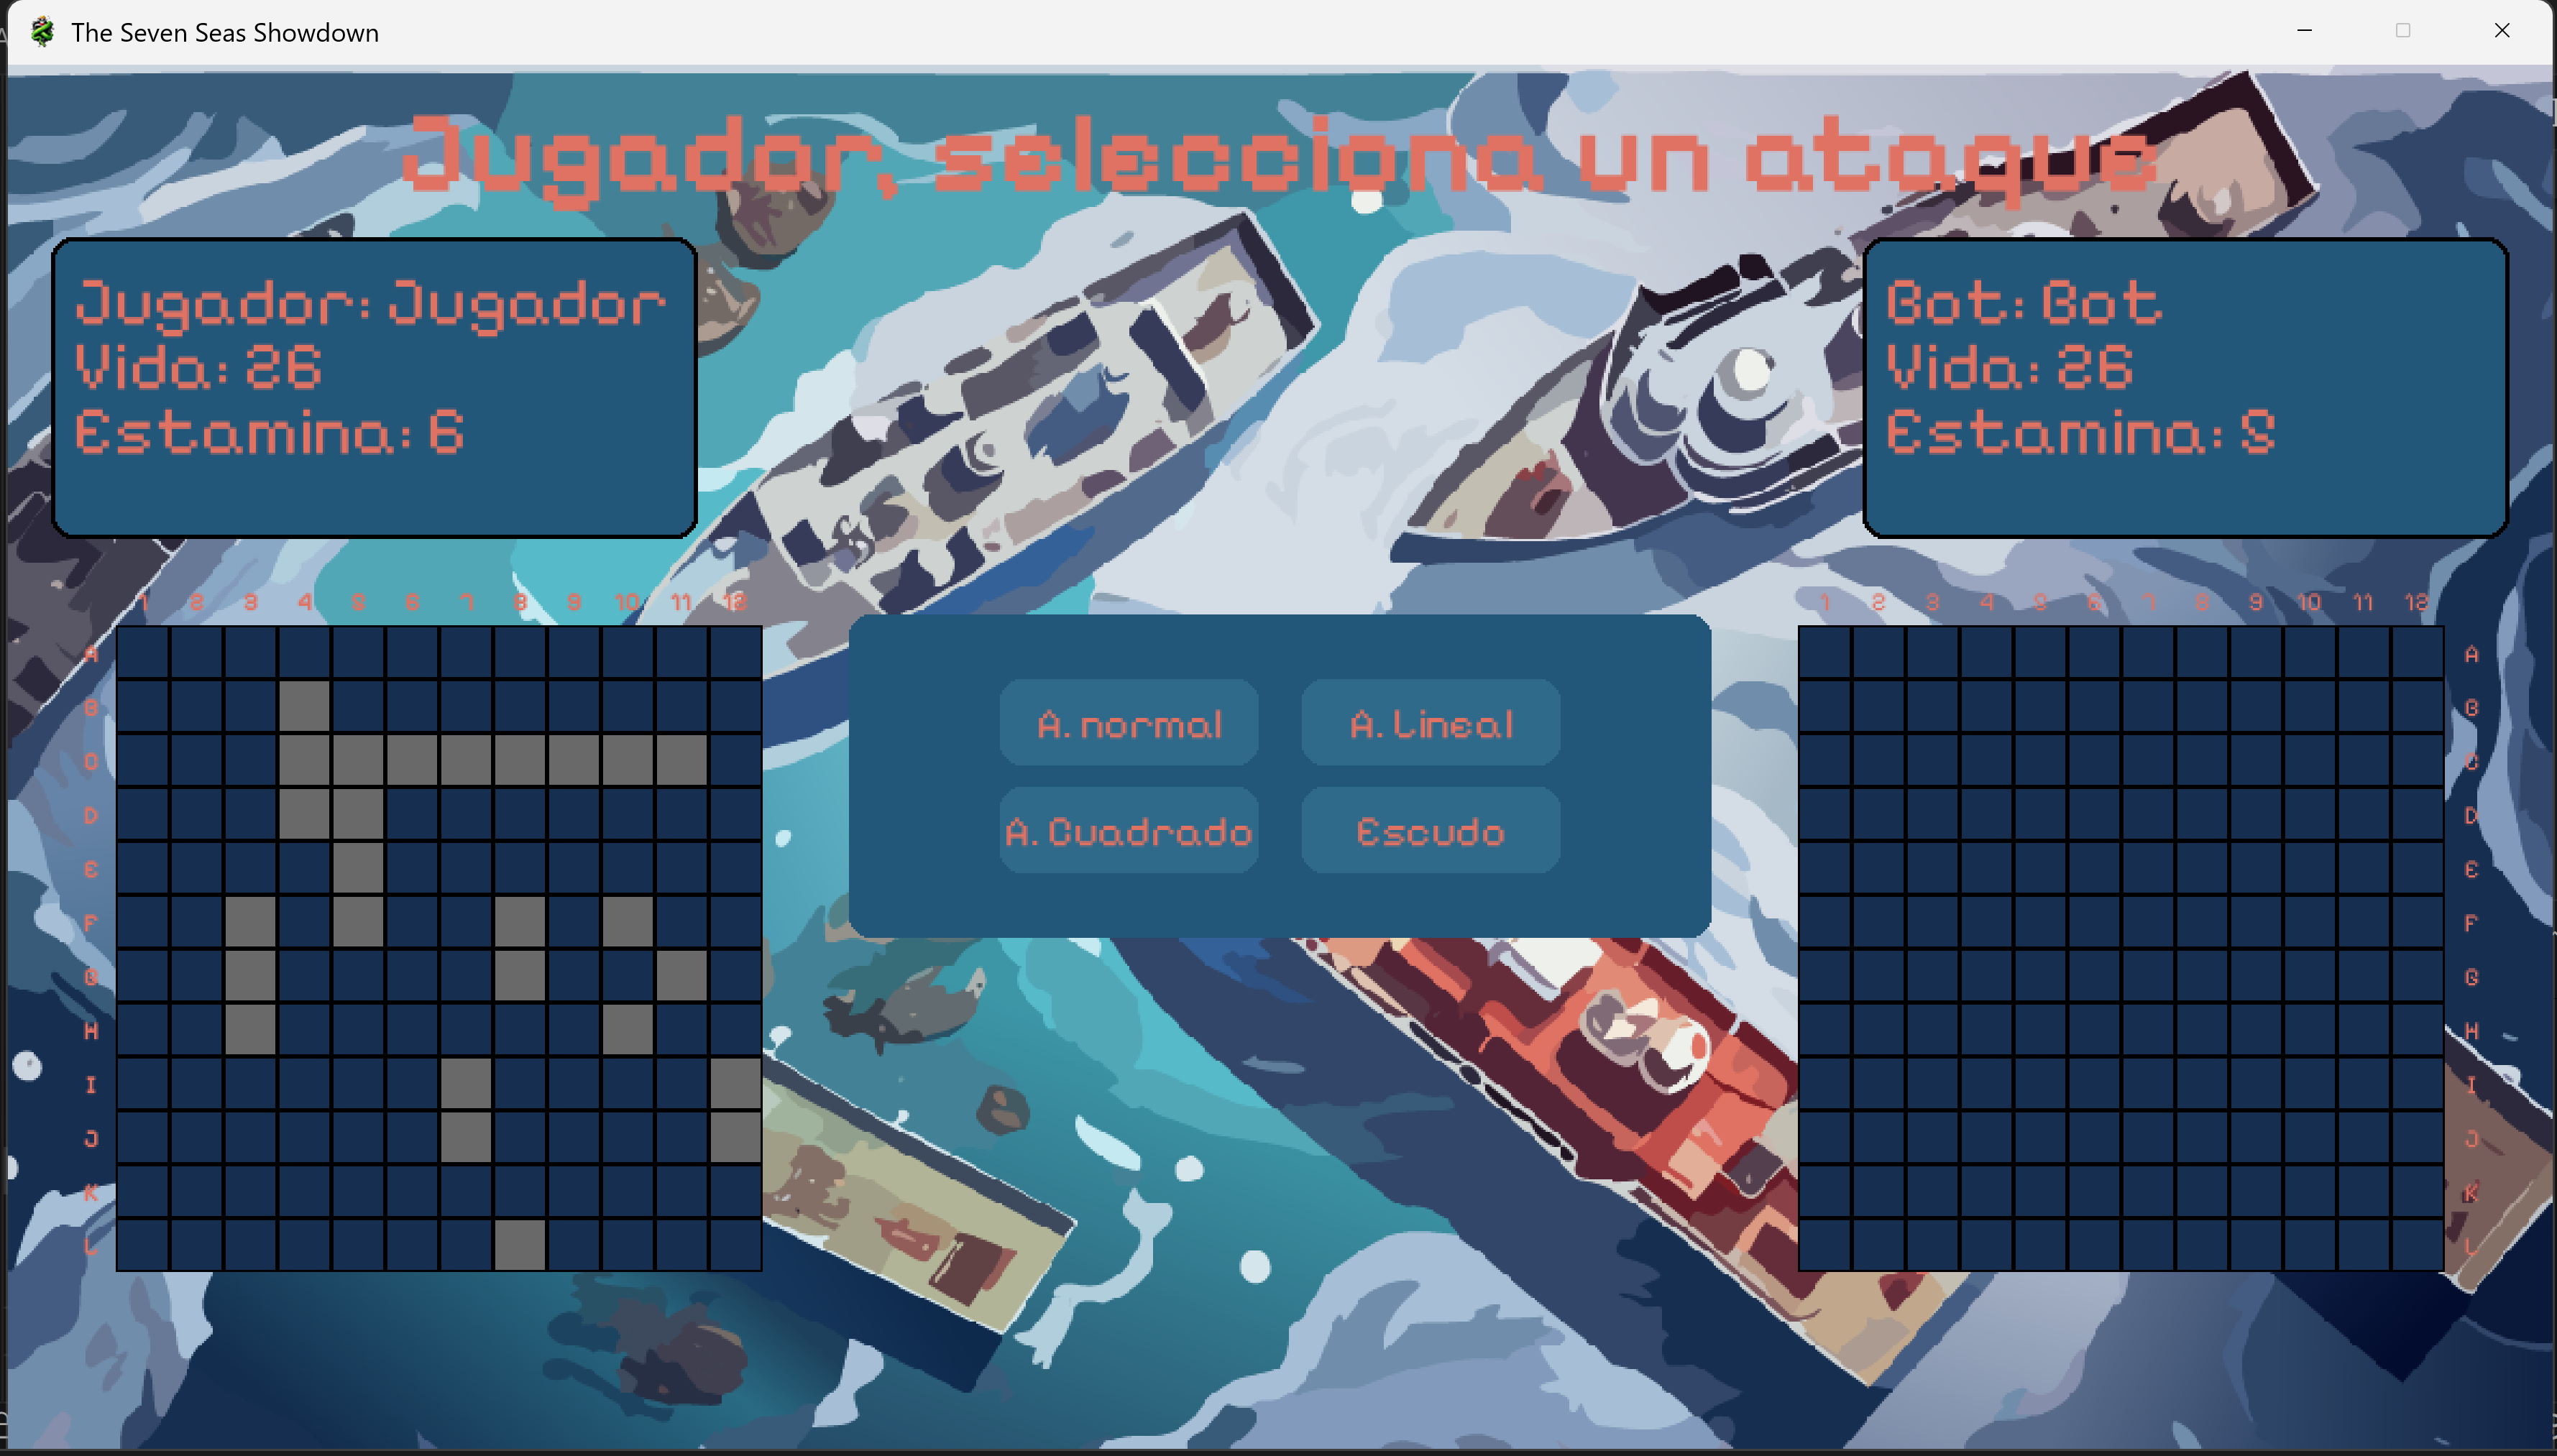 The Seven Seas Showdown
Jugador, selecciona un ataque
Jugador: Jugador
Vida: 26
Estamina: 6
Bot: Bot
Vida: 26
Estamina: 5
1 2 3 4 5 6 7 8 9 10 11 12
1 2 3 4 5 6 7 8 9 10 11 12
A
B
C
D
E
F
G
H
I
J
K
L
A. normal
A. Lineal
A. Cuadrado
Escudo
A
B
C
D
E
F
G
H
I
J
K
L